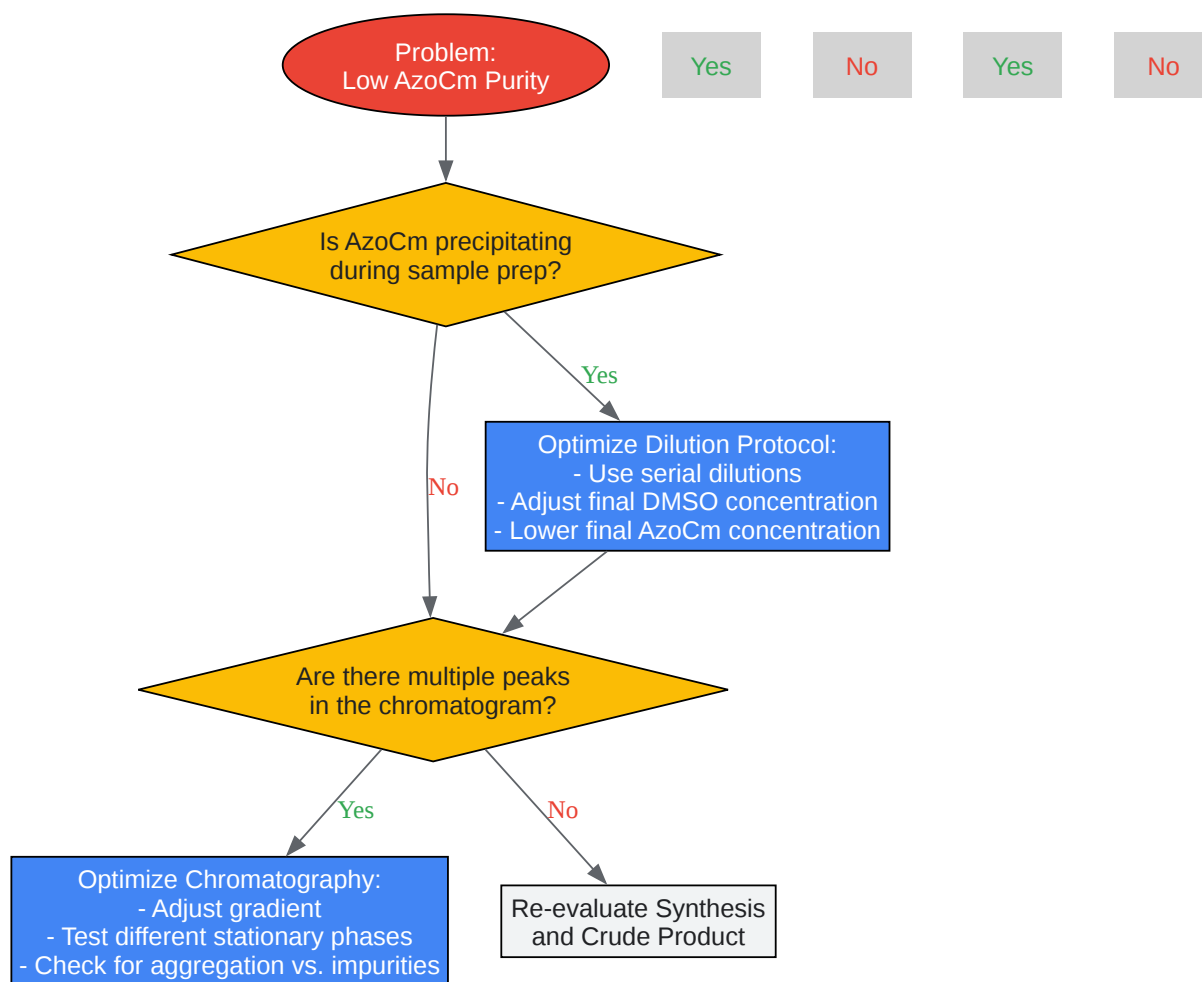 Problem:
Low AzoCm Purity
Yes
No
Yes
No
Is AzoCm precipitating
during sample prep?
Yes
No
Optimize Dilution Protocol:
- Use serial dilutions
- Adjust final DMSO concentration
- Lower final AzoCm concentration
Are there multiple peaks
in the chromatogram?
Yes
No
Optimize Chromatography:
- Adjust gradient
- Test different stationary phases
- Check for aggregation vs. impurities
Re-evaluate Synthesis
and Crude Product